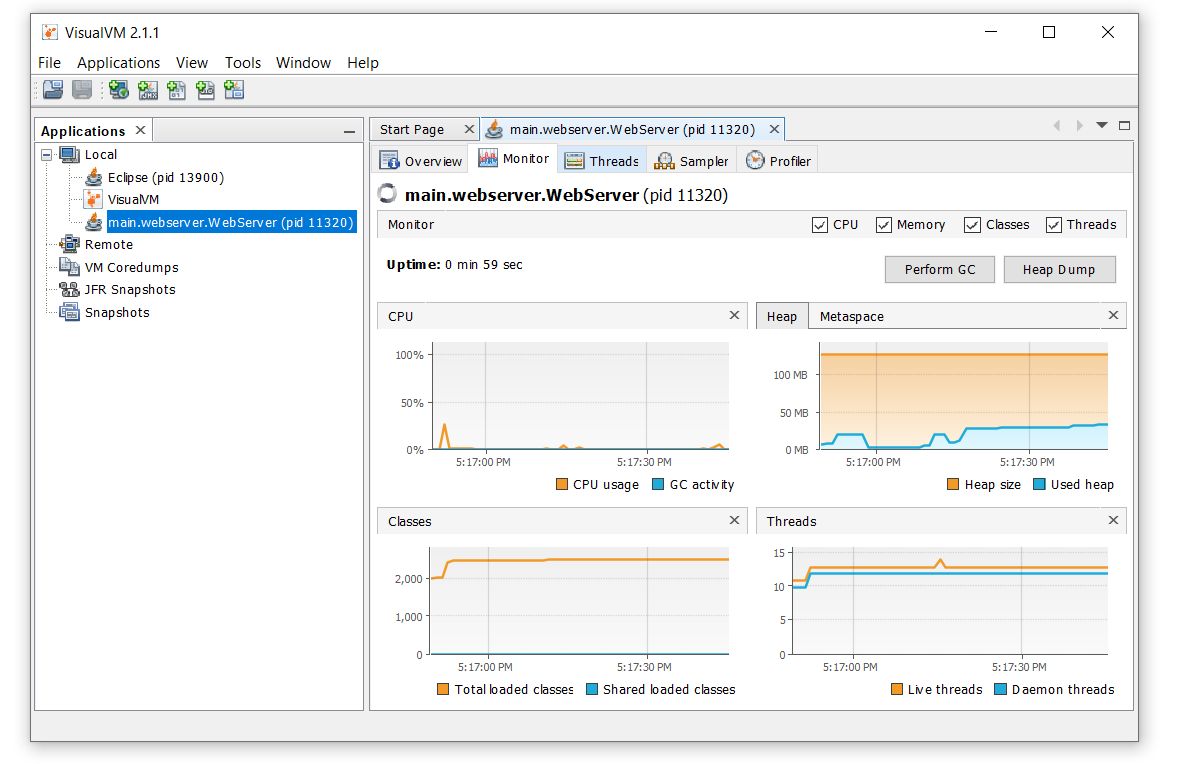 VisualVM 2.1.1
File Applications View Tools Window Help
Applications
Local
Eclipse (pid 13900)
VisualVM
main.webserver.WebServer (pid 11320)
Remote
VM Coredumps
JFR Snapshots
Snapshots
Start Page main.webserver.WebServer (pid 11320)
Overview Monitor Threads Sampler Profiler
main.webserver.WebServer (pid 11320)
Monitor CPU Memory Classes Threads
Uptime: 0 min 59 sec Perform GC Heap Dump
CPU
100%
50%
0%
5:17:00 PM 5:17:30 PM
CPU usage GC activity
Heap Metaspace
100 MB
50 MB
0 MB
5:17:00 PM 5:17:30 PM
Heap size Used heap
Classes
2,000
1,000
0
5:17:00 PM 5:17:30 PM
Total loaded classes Shared loaded classes
Threads
15
10
5
0
5:17:00 PM 5:17:30 PM
Live threads Daemon threads